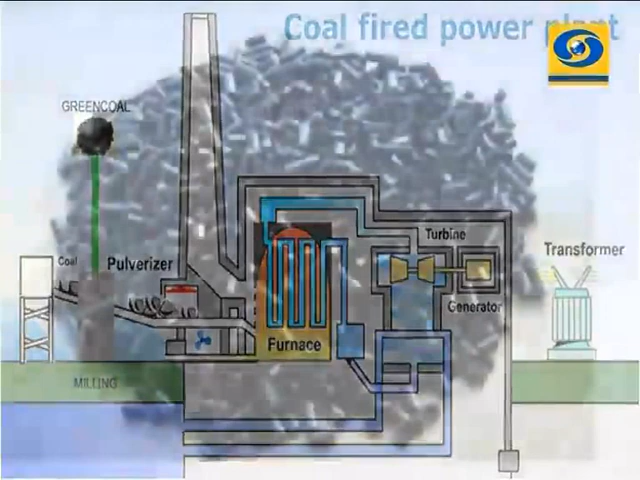 Coal fired power plant
GREENCOAL
Turbine
Transformer
Coal
Pulverizer
Generator
Furnace
MILLING